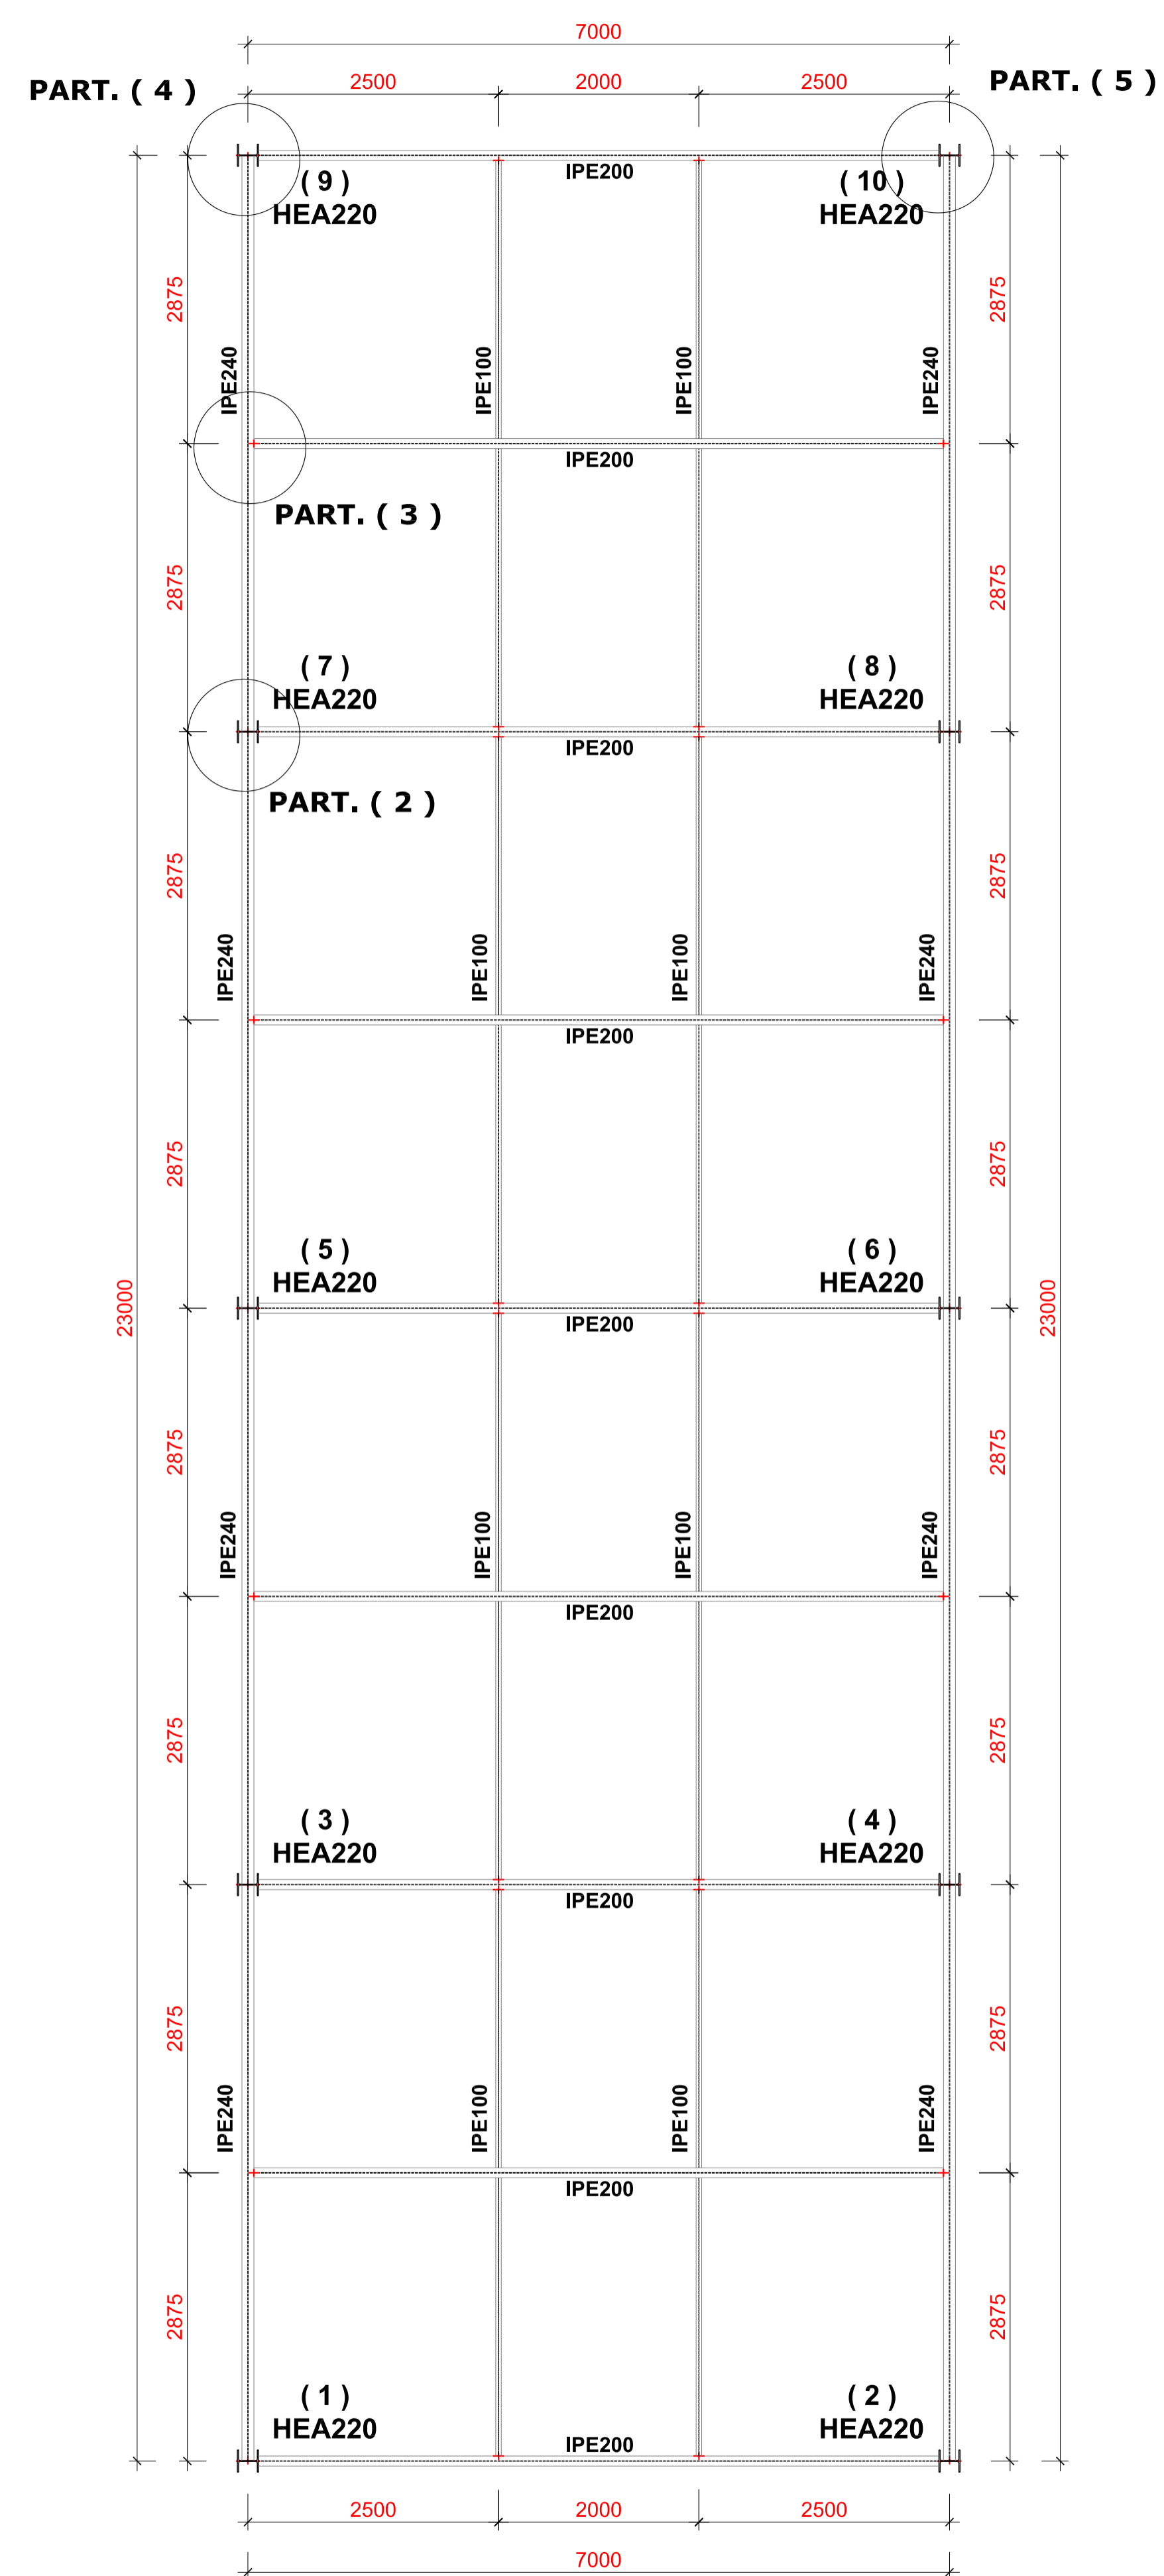 7000
2500 2000 2500
PART. ( 4 )
PART. ( 5 )
IPE200
( 9 )
HEA220
( 10 )
HEA220
2875
2875
IPE240
IPE100
IPE100
IPE240
IPE200
PART. ( 3 )
2875
2875
( 7 )
HEA220
( 8 )
HEA220
IPE200
PART. ( 2 )
2875
2875
IPE240
IPE100
IPE100
IPE240
IPE200
2875
2875
( 5 )
HEA220
( 6 )
HEA220
23000
23000
IPE200
2875
2875
IPE240
IPE100
IPE100
IPE240
IPE200
2875
2875
( 3 )
HEA220
( 4 )
HEA220
IPE200
2875
2875
IPE240
IPE100
IPE100
IPE240
IPE200
2875
2875
( 1 )
HEA220
( 2 )
HEA220
IPE200
2500 2000 2500
7000